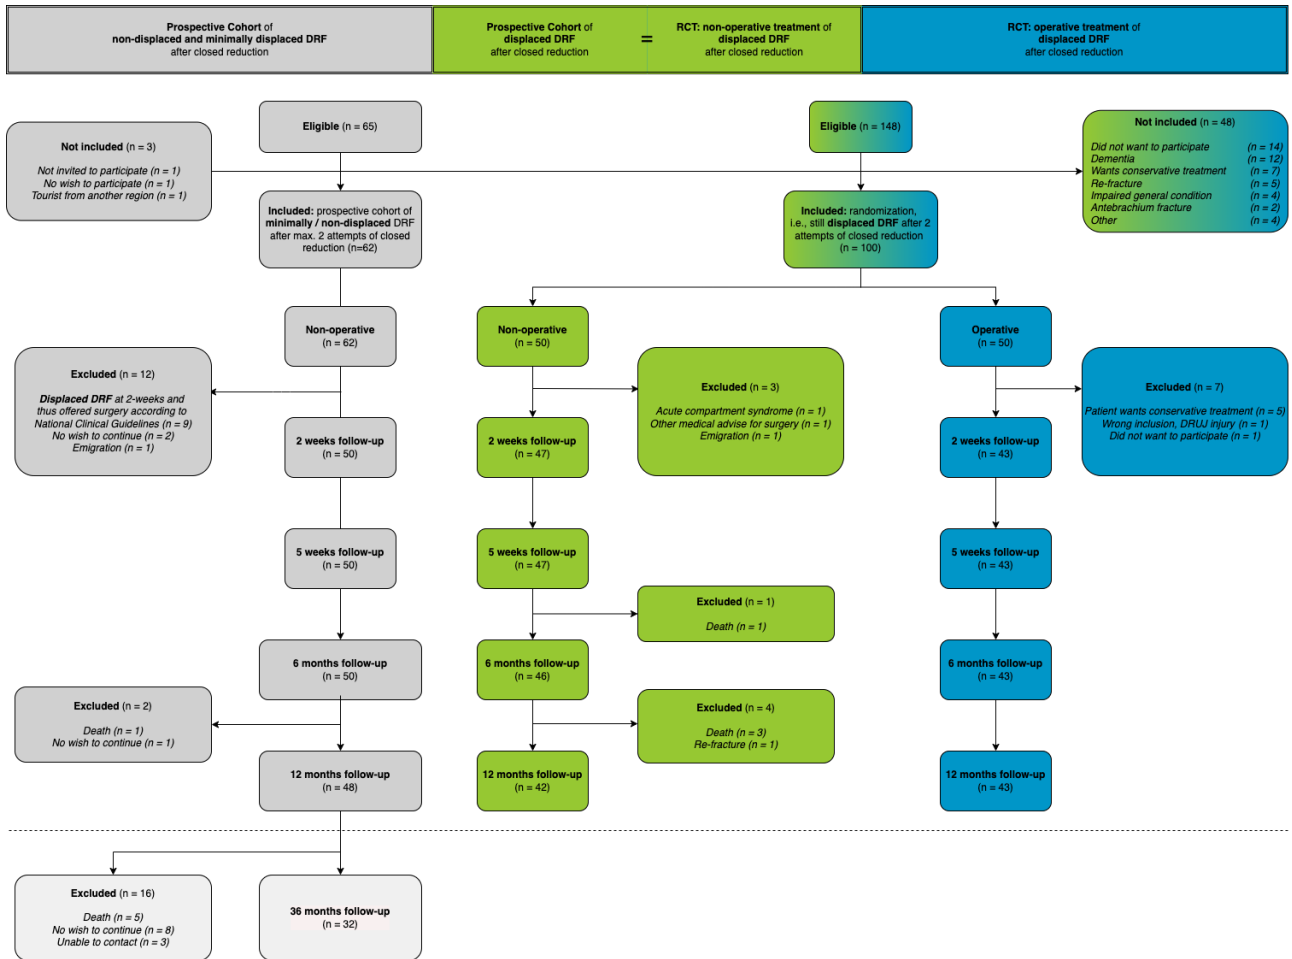 Prospective Cohort of
non-displaced and minimally displaced DRF
after closed reduction
Prospective Cohort of
displaced DRF
after closed reduction
=
RCT: non-operative treatment of
displaced DRF
after closed reduction
RCT: operative treatment of
displaced DRF
after closed reduction
Eligible (n = 65)
Eligible (n = 148)
Not included (n = 3)
Not invited to participate (n = 1)
No wish to participate (n = 1)
Tourist from another region (n = 1)
Not included (n = 48)
Did not want to participate (n = 14)
Dementia (n = 12)
Wants conservative treatment (n = 7)
Re-fracture (n = 5)
Impaired general condition (n = 4)
Antebrachium fracture (n = 2)
Other (n = 4)
Included: prospective cohort of
minimally / non-displaced DRF
after max. 2 attempts of closed
reduction (n=62)
Included: randomization,
i.e., still displaced DRF after 2
attempts of closed reduction
(n = 100)
Non-operative
(n = 62)
Non-operative
(n = 50)
Operative
(n = 50)
Excluded (n = 12)
Displaced DRF at 2-weeks and
thus offered surgery according to
National Clinical Guidelines (n = 9)
No wish to continue (n = 2)
Emigration (n = 1)
Excluded (n = 3)
Acute compartment syndrome (n = 1)
Other medical advise for surgery (n = 1)
Emigration (n = 1)
Excluded (n = 7)
Patient wants conservative treatment (n = 5)
Wrong inclusion, DRUJ injury (n = 1)
Did not want to participate (n = 1)
2 weeks follow-up
(n = 50)
2 weeks follow-up
(n = 47)
2 weeks follow-up
(n = 43)
5 weeks follow-up
(n = 50)
5 weeks follow-up
(n = 47)
5 weeks follow-up
(n = 43)
Excluded (n = 1)
Death (n = 1)
6 months follow-up
(n = 50)
6 months follow-up
(n = 46)
6 months follow-up
(n = 43)
Excluded (n = 2)
Death (n = 1)
No wish to continue (n = 1)
Excluded (n = 4)
Death (n = 3)
Re-fracture (n = 1)
12 months follow-up
(n = 48)
12 months follow-up
(n = 42)
12 months follow-up
(n = 43)
Excluded (n = 16)
Death (n = 5)
No wish to continue (n = 8)
Unable to contact (n = 3)
36 months follow-up
(n = 32)